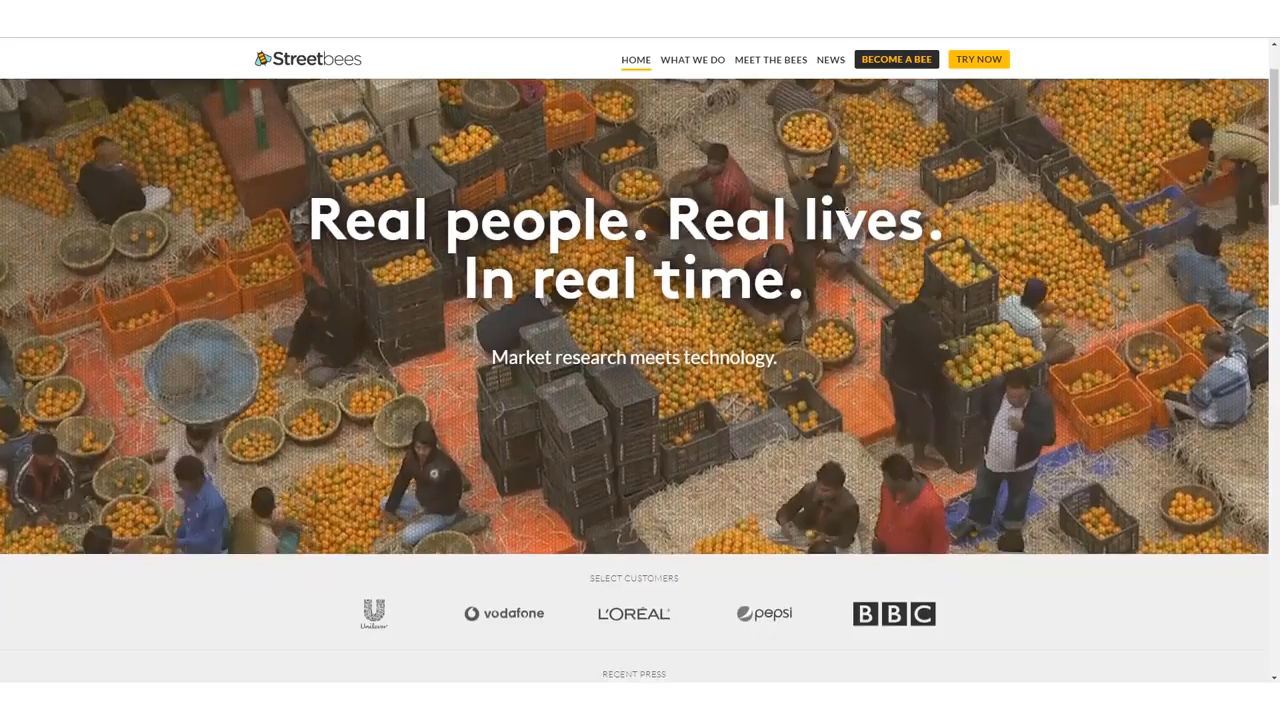 Streetbees
HOME WHAT WE DO MEET THE BEES NEWS BECOME A BEE TRY NOW
Real people. Real lives.
In real time.
Market research meets technology.
SELECT CUSTOMERS
Unilever vodafone L'ORÉAL pepsi BBC
RECENT PRESS